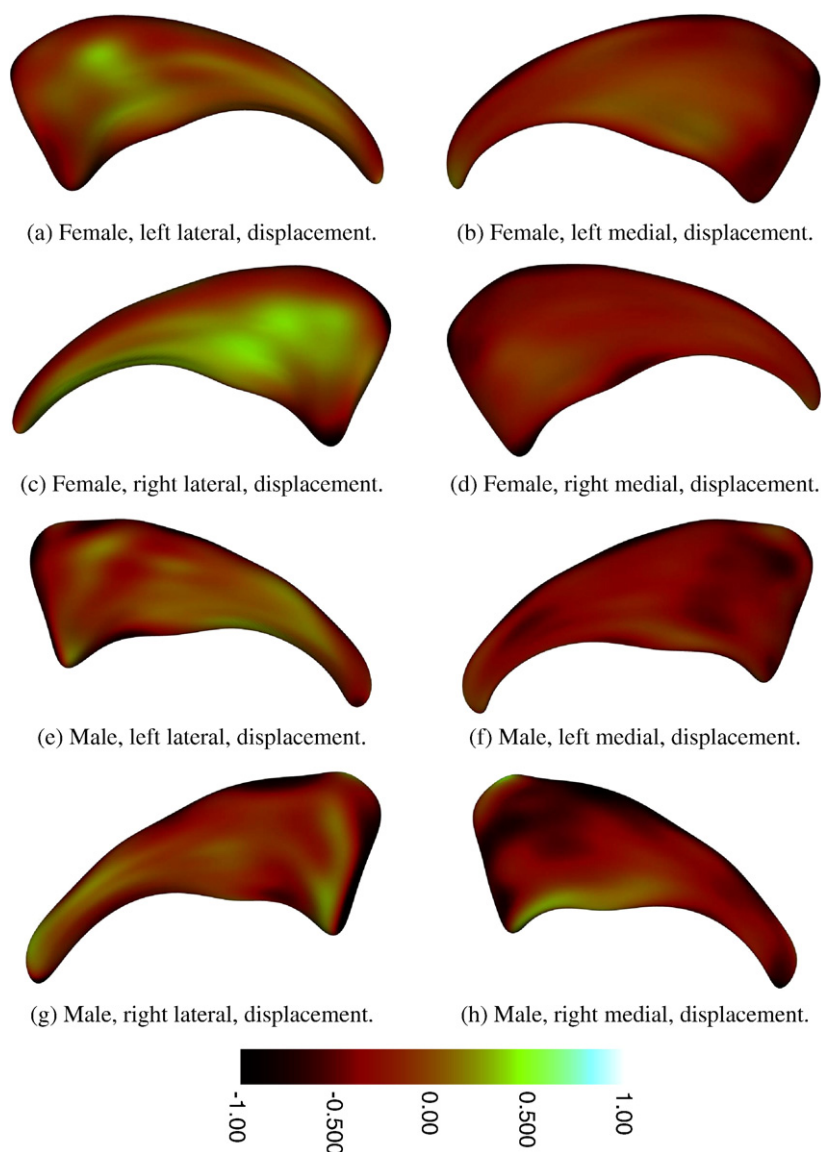 (a) Female, left lateral, displacement.
(b) Female, left medial, displacement.
(c) Female, right lateral, displacement.
(d) Female, right medial, displacement.
(e) Male, left lateral, displacement.
(f) Male, left medial, displacement.
(g) Male, right lateral, displacement.
(h) Male, right medial, displacement.
-1.00
-0.500
0.00
0.500
1.00